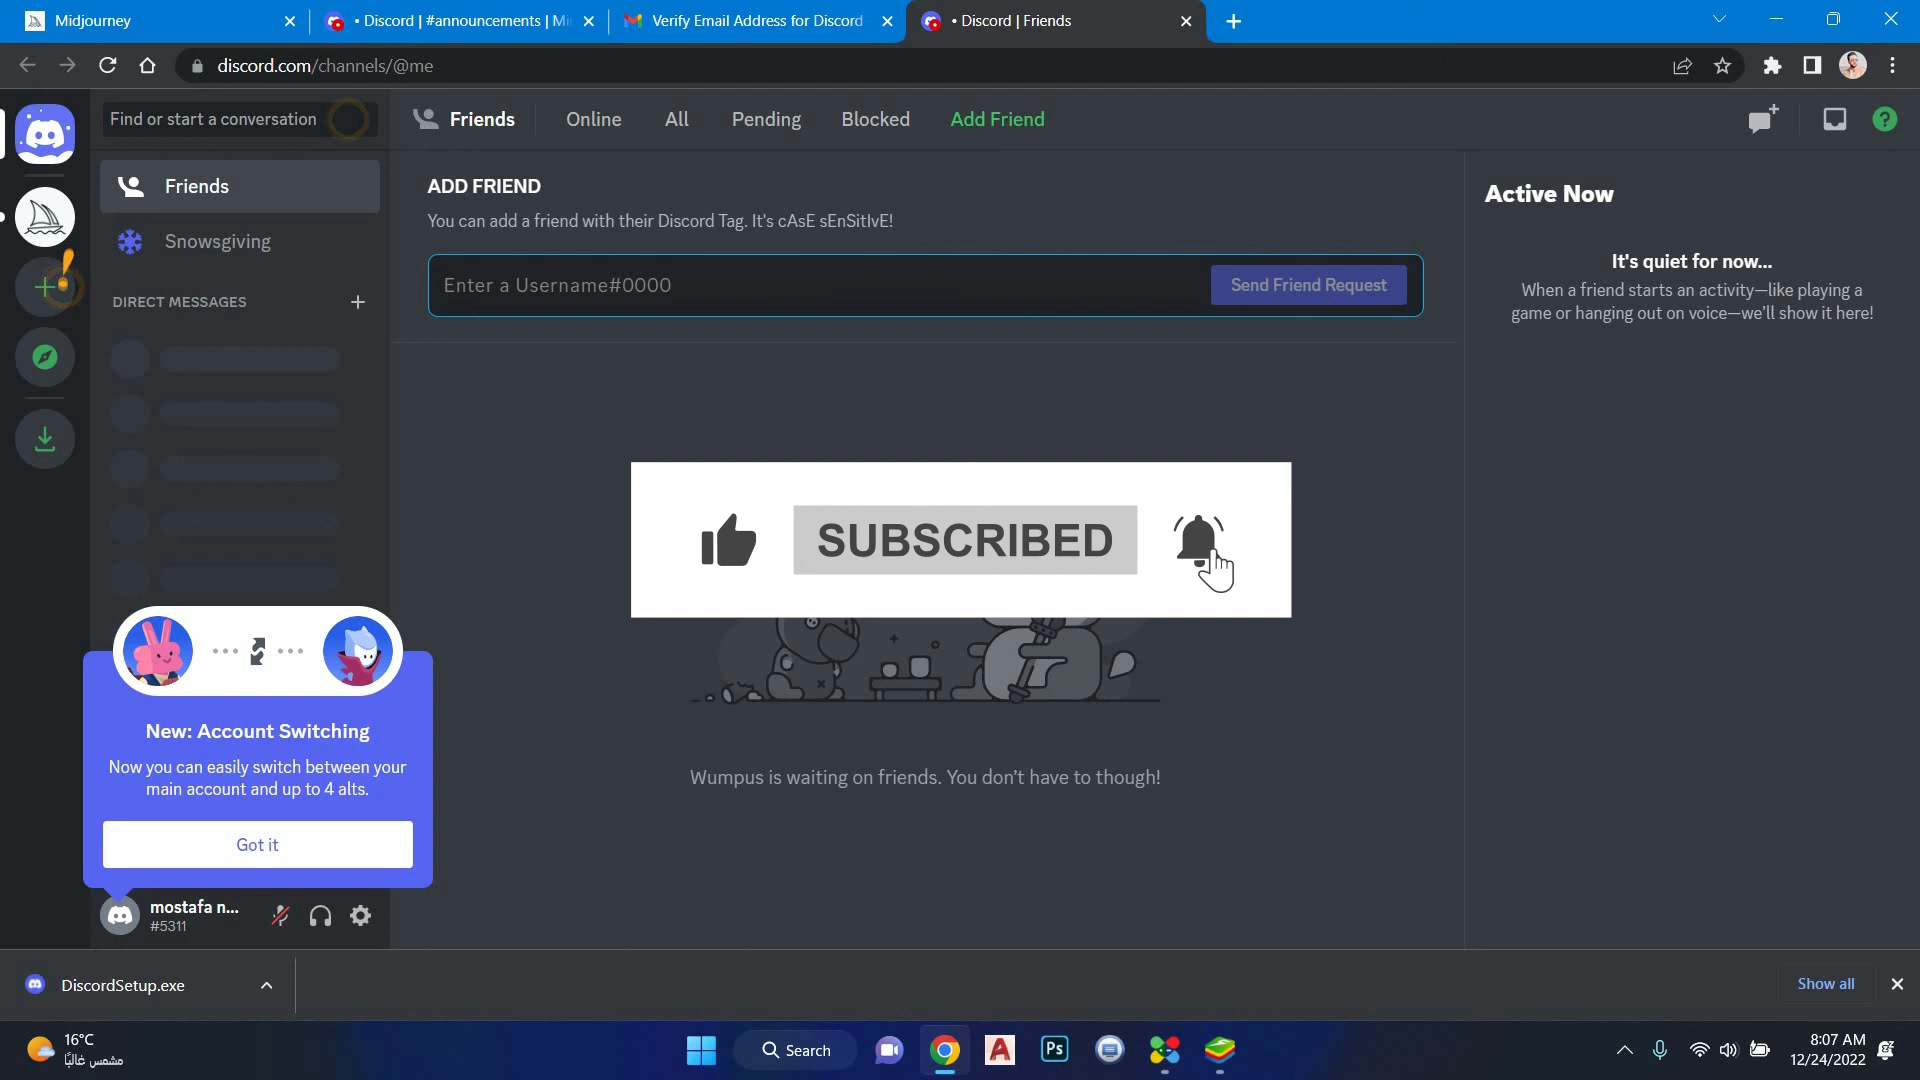 Midjourney
• Discord | #announcements | Mi
Verify Email Address for Discord
• Discord | Friends
discord.com/channels/@me
Find or start a conversation
Friends
Online
All
Pending
Blocked
Add Friend
Friends
Snowsgiving
DIRECT MESSAGES
ADD FRIEND
You can add a friend with their Discord Tag. It's cAsE sEnSitIvE!
Enter a Username#0000
Send Friend Request
Active Now
It's quiet for now...
When a friend starts an activity—like playing a
game or hanging out on voice—we'll show it here!
SUBSCRIBED
Wumpus is waiting on friends. You don't have to though!
New: Account Switching
Now you can easily switch between your
main account and up to 4 alts.
Got it
mostafa n...
#5311
DiscordSetup.exe
Show all
16°C
مشمس غالبًا
Search
Ps
8:07 AM
12/24/2022